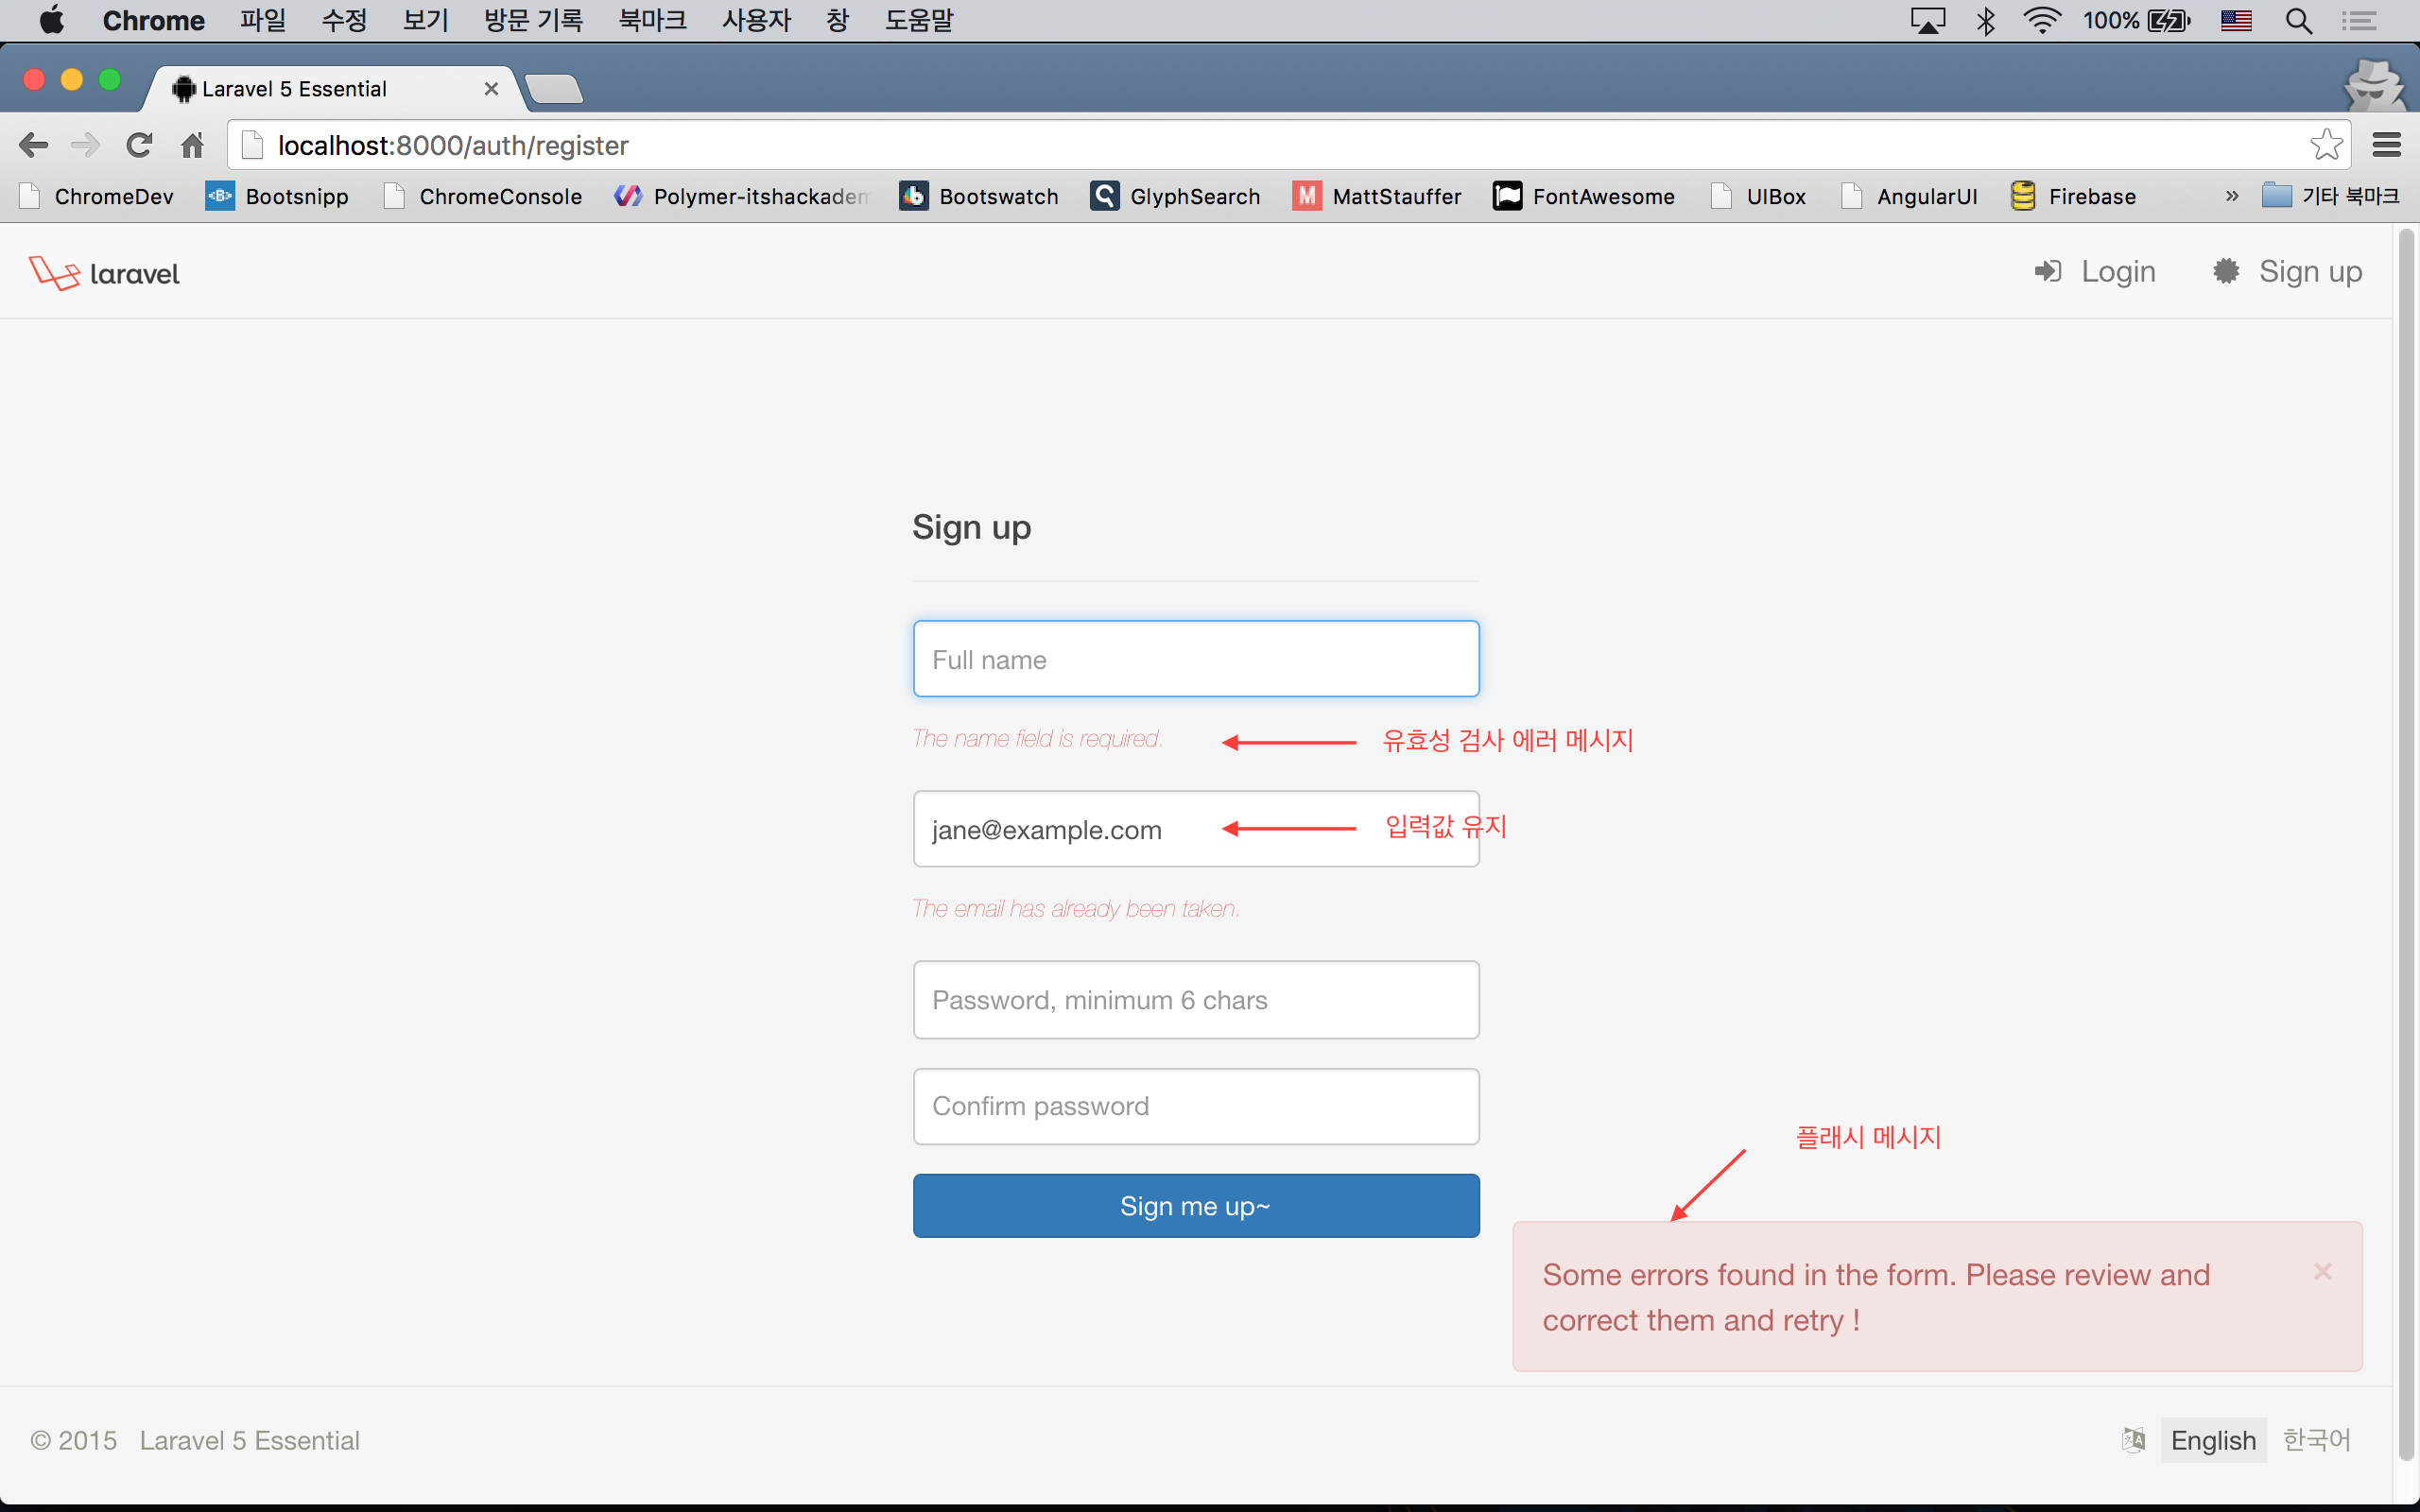 Chrome 파일 수정 보기 방문 기록 북마크 사용자 창 도움말 100%
Laravel 5 Essential
localhost:8000/auth/register
ChromeDev Bootsnipp ChromeConsole Polymer-itshackadem Bootswatch GlyphSearch MattStauffer FontAwesome UIBox AngularUI Firebase » 기타 북마크
laravel Login Sign up
Sign up
Full name
The name field is required. 유효성 검사 에러 메시지
jane@example.com 입력값 유지
The email has already been taken.
Password, minimum 6 chars
Confirm password
플래시 메시지
Sign me up~
Some errors found in the form. Please review and
correct them and retry !
© 2015 Laravel 5 Essential English 한국어